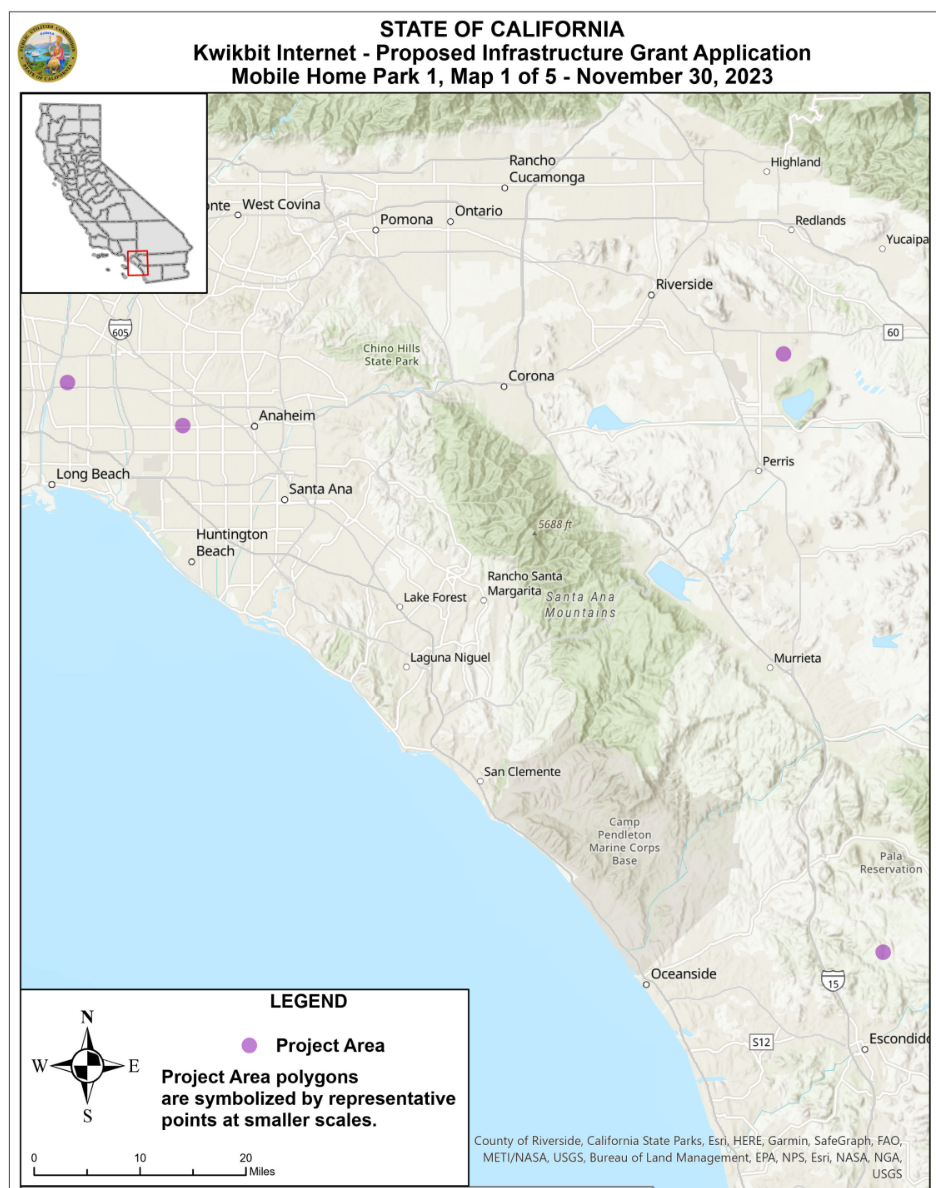 STATE OF CALIFORNIA
Kwikbit Internet - Proposed Infrastructure Grant Application
Mobile Home Park 1, Map 1 of 5 - November 30, 2023
Rancho
Cucamonga
Highland
onte
West Covina
Pomona
Ontario
Redlands
Yucaipa
Riverside
605
60
Chino Hills
State Park
Corona
Anaheim
Long Beach
Santa Ana
Perris
Huntington
Beach
5688 ft
Rancho Santa
Margarita
Lake Forest
Santa Ana
Mountains
Laguna Niguel
Murrieta
San Clemente
Camp
Pendleton
Marine Corps
Base
Pala
Reservation
Oceanside
15
S12
Escondido
LEGEND
N
W
E
S
Project Area
Project Area polygons
are symbolized by representative
points at smaller scales.
0 10 20
Miles
County of Riverside, California State Parks, Esri, HERE, Garmin, SafeGraph, FAO,
METI/NASA, USGS, Bureau of Land Management, EPA, NPS, Esri, NASA, NGA,
USGS